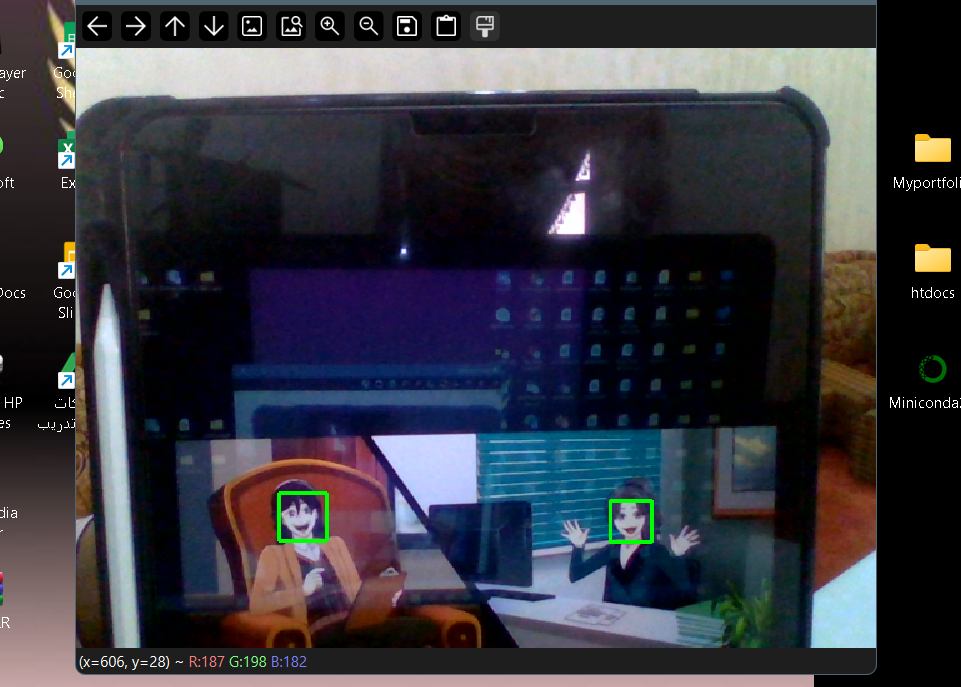 ayer
c
Goo
Sh
oft
Ex
Docs
Goo
Sli
HP
es
كات
تدريب
dia
r
R
Myportfoli
htdocs
Miniconda
(x=606, y=28) ~ R:187 G:198 B:182